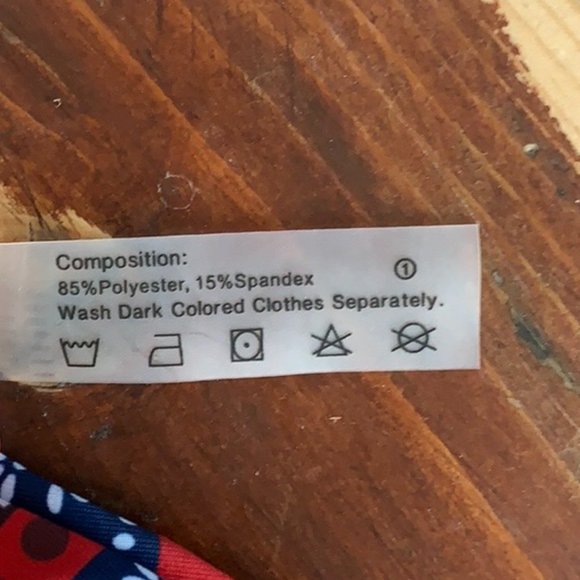 Composition:
85%Polyester, 15%Spandex
①
Wash Dark Colored Clothes Separately.